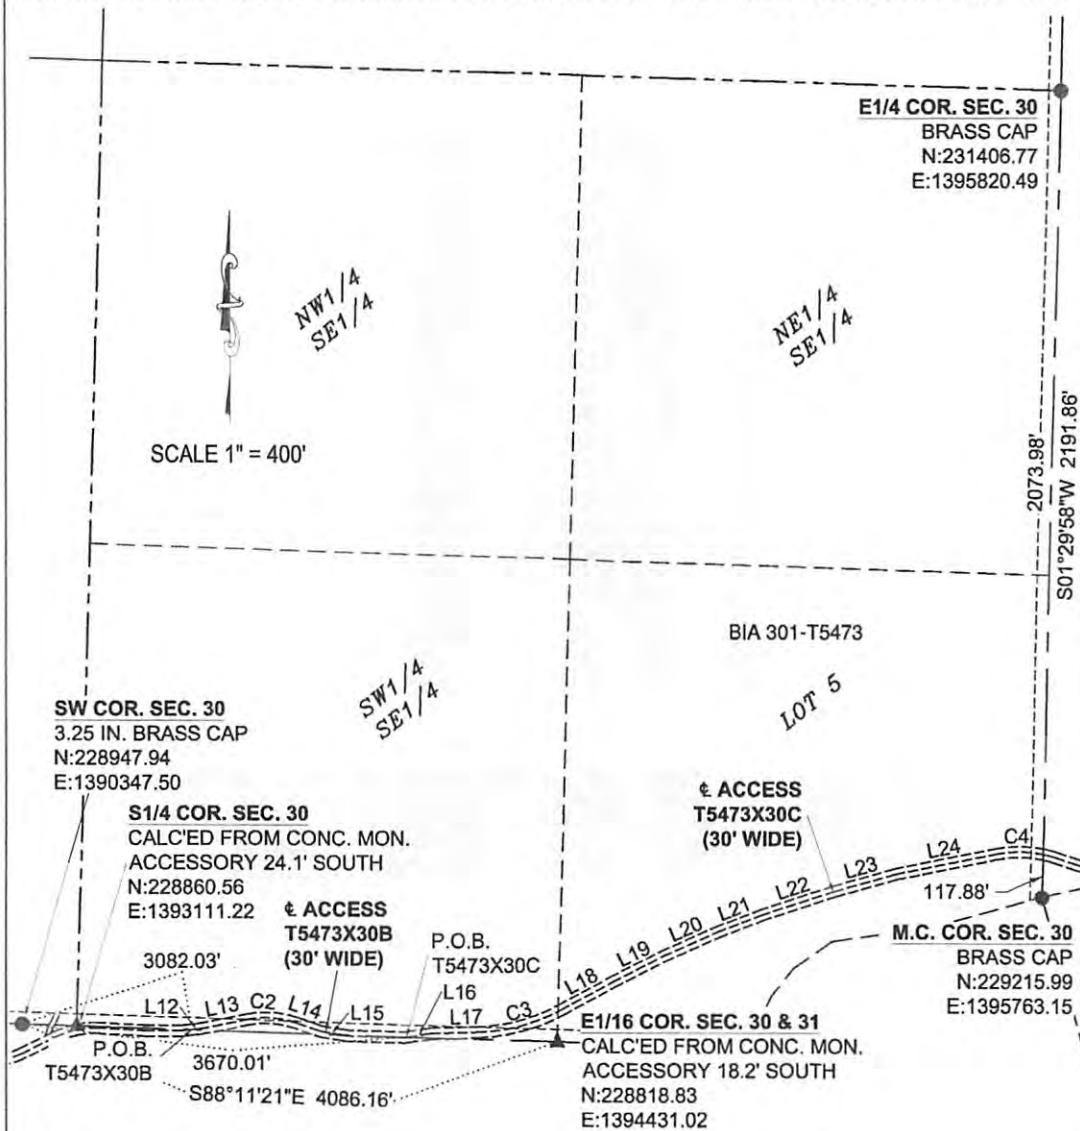 E1/4 COR. SEC. 30
BRASS CAP
N:231406.77
E:1395820.49
NW1/4
SE1/4
NE1/4
SE1/4
SCALE 1" = 400'
2073.98'
S01°29'58"W 2191.86'
BIA 301-T5473
LOT 5
SW1/4
SE1/4
SW COR. SEC. 30
3.25 IN. BRASS CAP
N:228947.94
E:1390347.50
S1/4 COR. SEC. 30
CALC'ED FROM CONC. MON.
ACCESSORY 24.1' SOUTH
N:228860.56
E:1393111.22
℄ ACCESS
T5473X30B
(30' WIDE)
℄ ACCESS
T5473X30C
(30' WIDE)
P.O.B.
T5473X30C
3082.03'
L12 L13 C2 L14 L15 L16 L17 C3 L18 L19 L20 L21 L22 L23 L24 C4
117.88'
M.C. COR. SEC. 30
BRASS CAP
N:229215.99
E:1395763.15
P.O.B.
T5473X30B
3670.01'
S88°11'21"E 4086.16'
E1/16 COR. SEC. 30 & 31
CALC'ED FROM CONC. MON.
ACCESSORY 18.2' SOUTH
N:228818.83
E:1394431.02